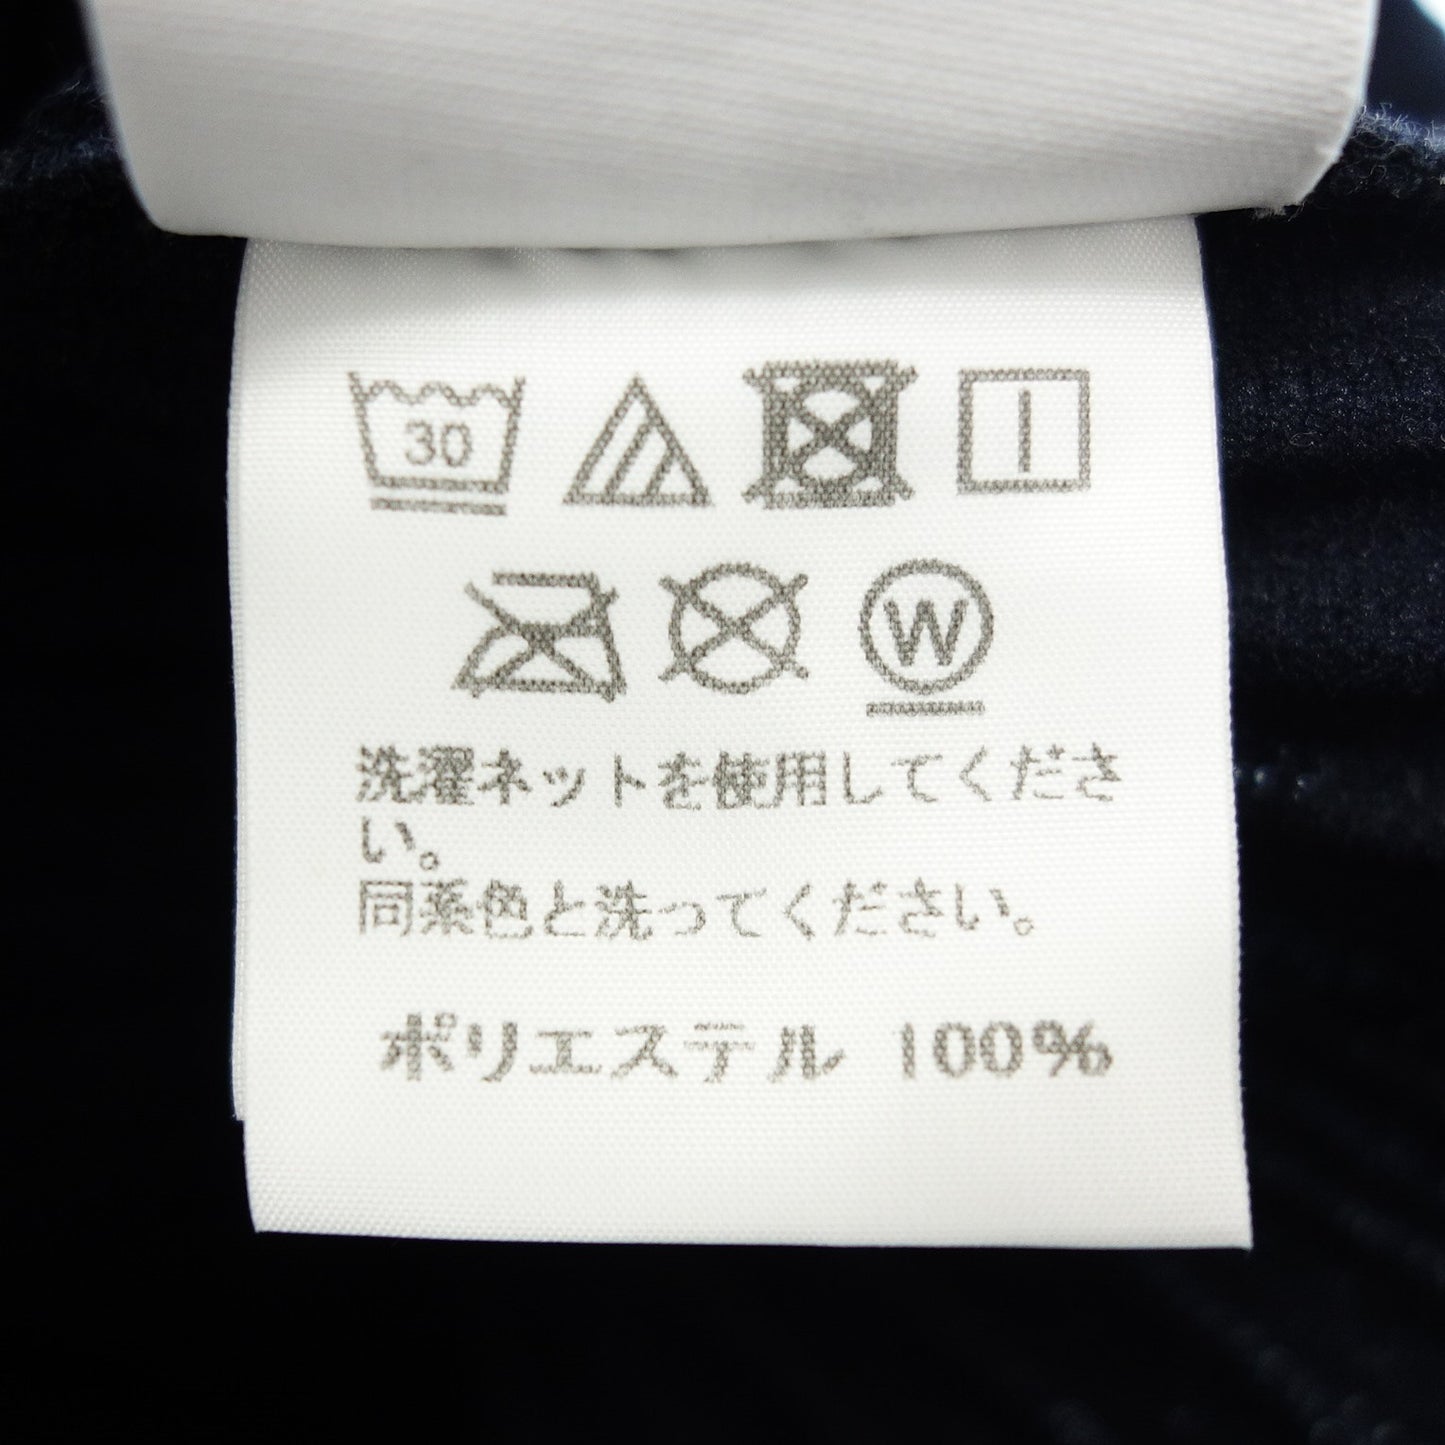 30
W
洗濯ネットを使用してくださ
い。
同系色と洗ってください。
ポリエステル 100%